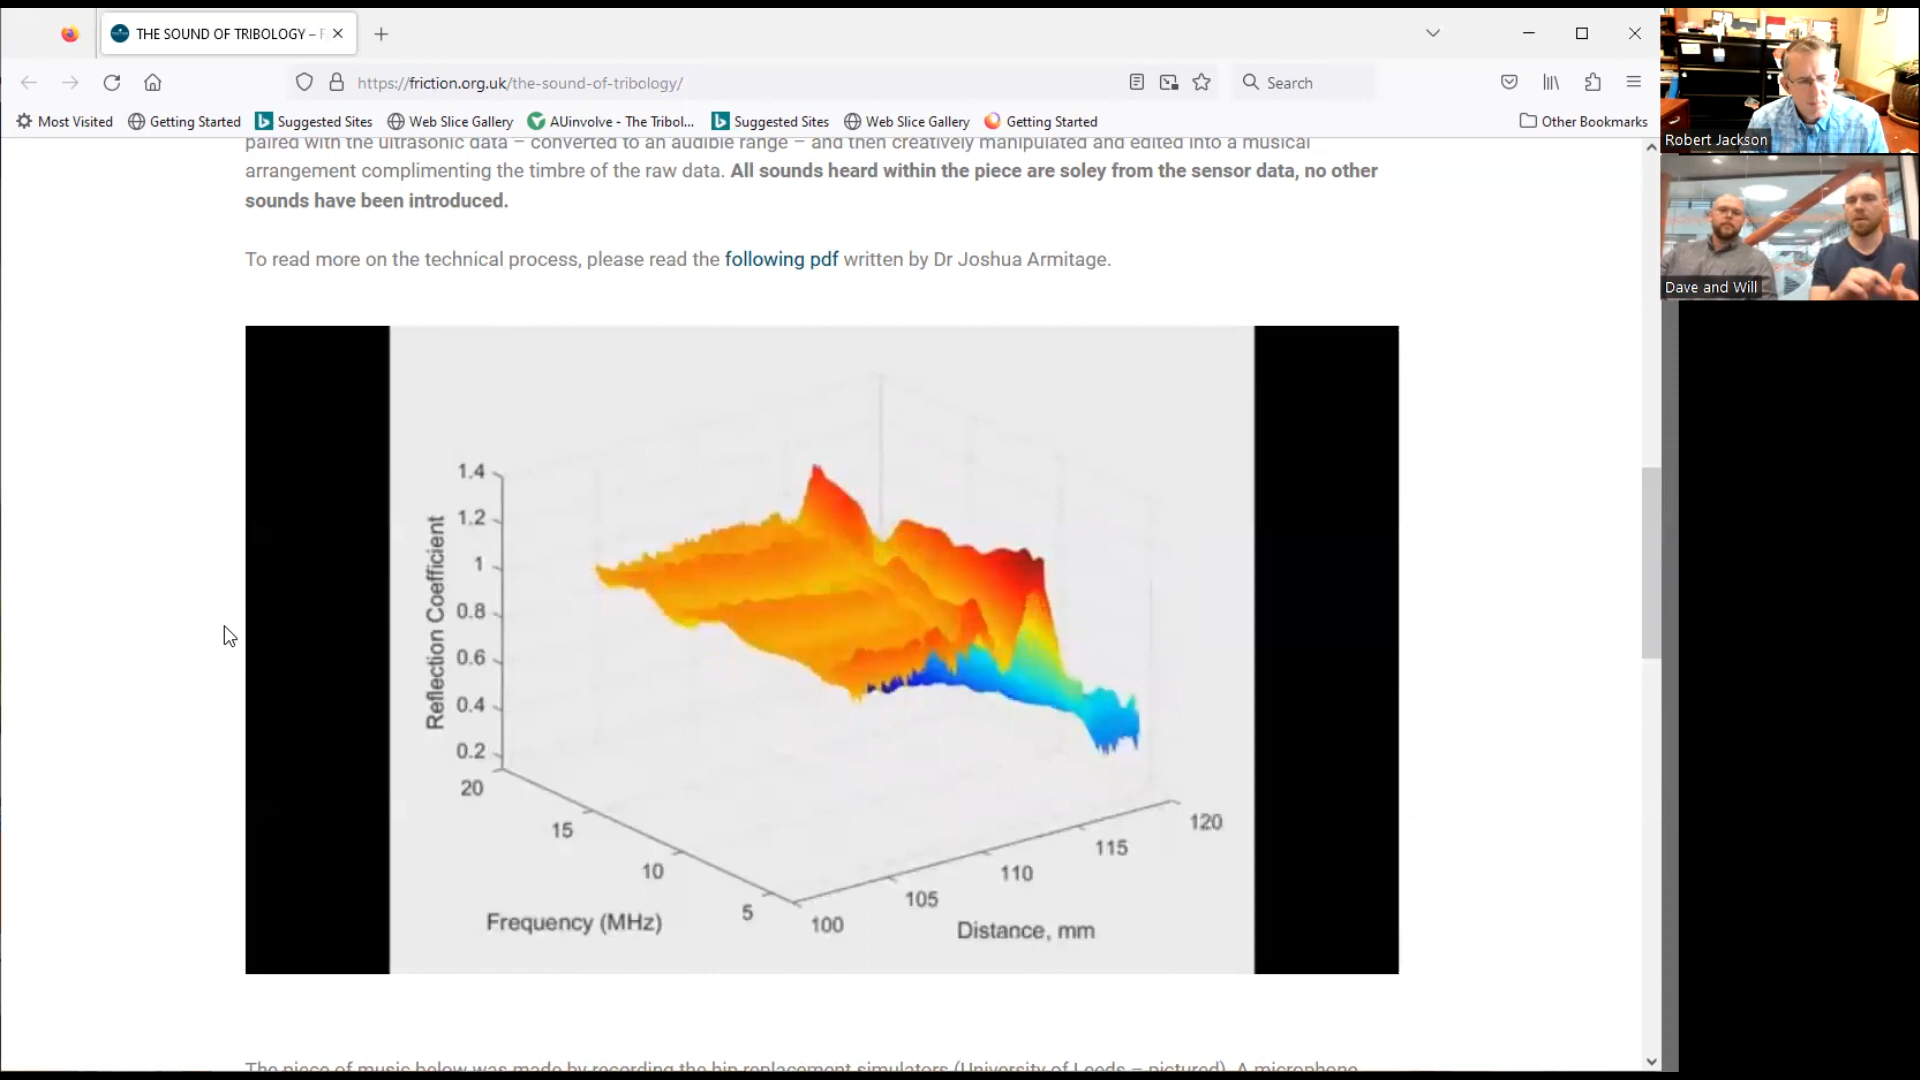 THE SOUND OF TRIBOLOGY – F
https://friction.org.uk/the-sound-of-tribology/
Search
Most Visited
Getting Started
Suggested Sites
Web Slice Gallery
AUinvolve - The Tribol...
Suggested Sites
Web Slice Gallery
Getting Started
Other Bookmarks
Robert Jackson
Dave and Will
paired with the ultrasonic data – converted to an audible range – and then creatively manipulated and edited into a musical
arrangement complimenting the timbre of the raw data. All sounds heard within the piece are soley from the sensor data, no other
sounds have been introduced.
To read more on the technical process, please read the following pdf written by Dr Joshua Armitage.
Reflection Coefficient
1.4
1.2
1
0.8
0.6
0.4
0.2
20
15
10
5
Frequency (MHz)
100
105
110
115
120
Distance, mm
The piece of music below was made by recording the hip replacement simulators (University of Leeds – pictured). A microphone